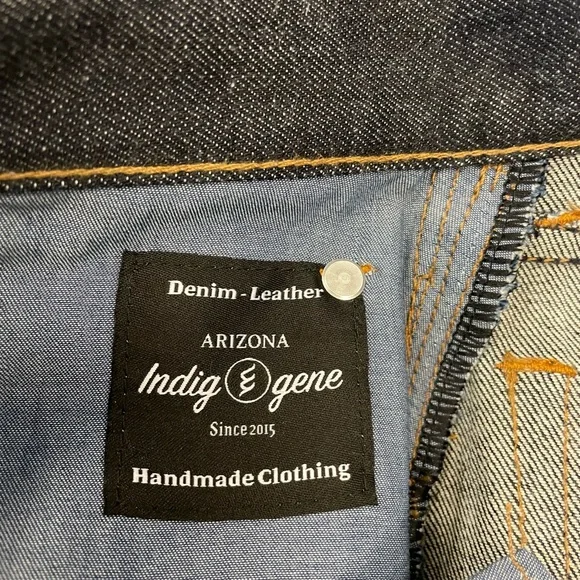 Denim - Leather
ARIZONA
Indig & gene
Since 2015
Handmade Clothing